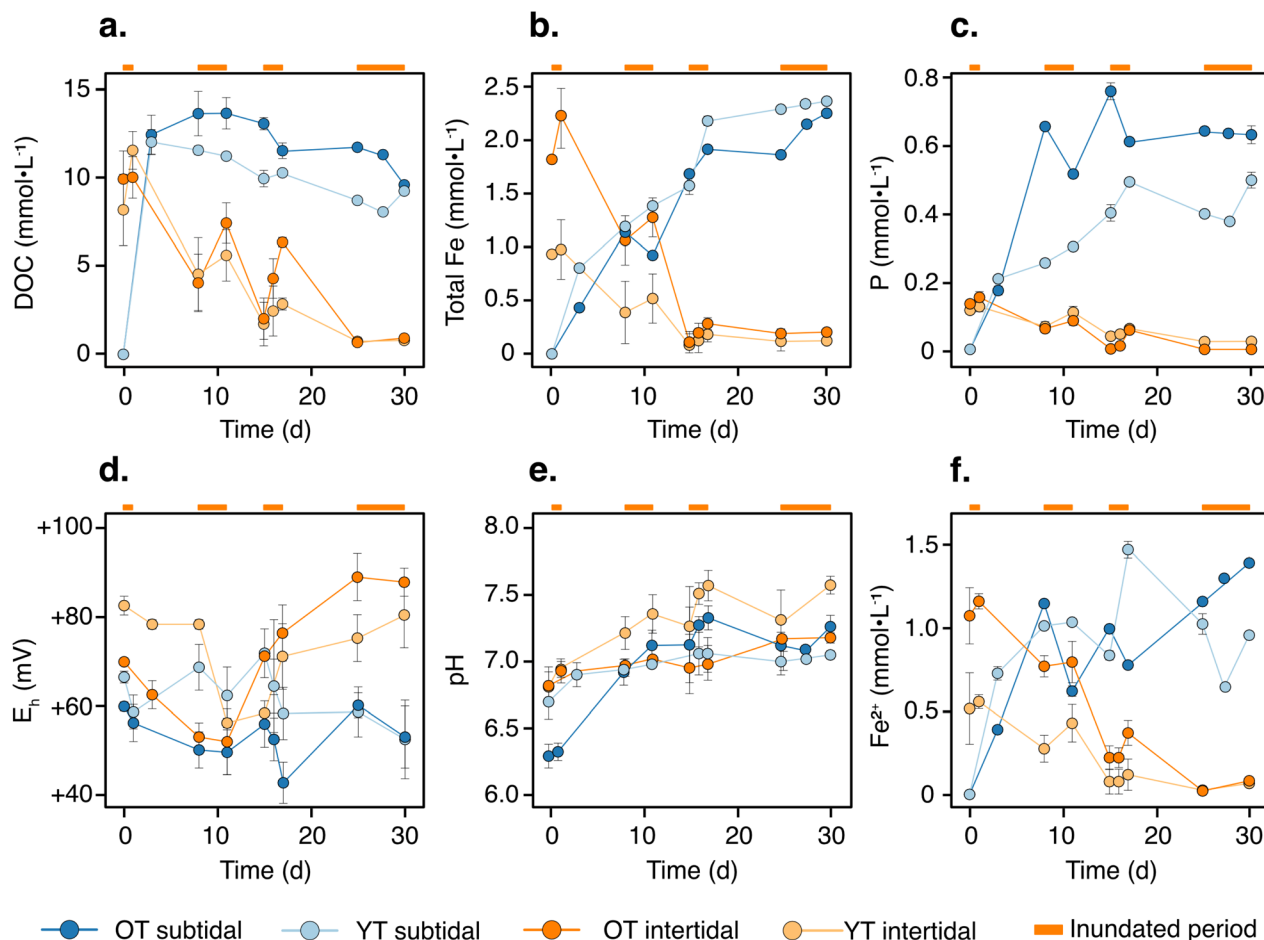 a.
DOC (mmol•L⁻¹)
15
10
5
0
0 10 20 30
Time (d)
b.
Total Fe (mmol•L⁻¹)
2.5
2.0
1.5
1.0
0.5
0
0 10 20 30
Time (d)
c.
P (mmol•L⁻¹)
0.8
0.6
0.4
0.2
0
0 10 20 30
Time (d)
d.
Eₕ (mV)
+100
+80
+60
+40
0 10 20 30
Time (d)
e.
pH
8.0
7.5
7.0
6.5
6.0
0 10 20 30
Time (d)
f.
Fe²⁺ (mmol•L⁻¹)
1.5
1.0
0.5
0
0 10 20 30
Time (d)
OT subtidal YT subtidal OT intertidal YT intertidal Inundated period